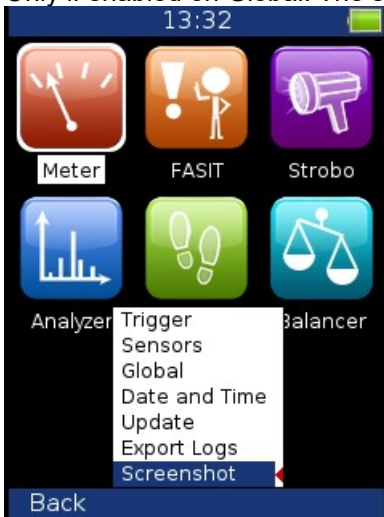 13:32
Meter FASIT Strobo
Analyzer Balancer
Trigger
Sensors
Global
Date and Time
Update
Export Logs
Screenshot
Back